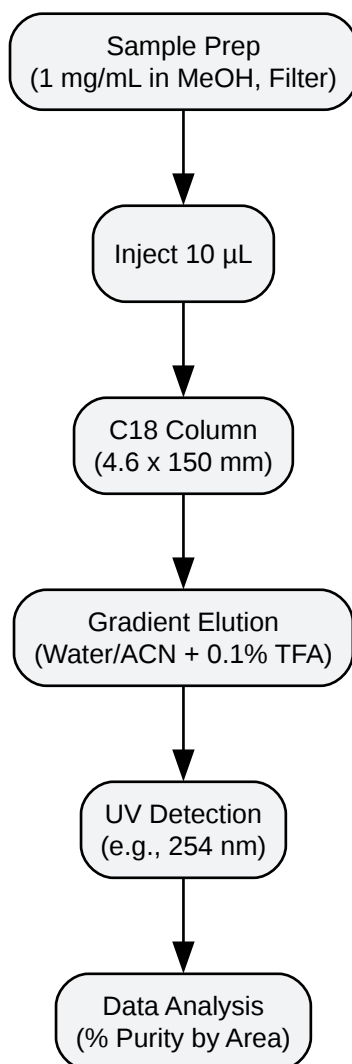 Sample Prep
(1 mg/mL in MeOH, Filter)
Inject 10 µL
C18 Column
(4.6 x 150 mm)
Gradient Elution
(Water/ACN + 0.1% TFA)
UV Detection
(e.g., 254 nm)
Data Analysis
(% Purity by Area)